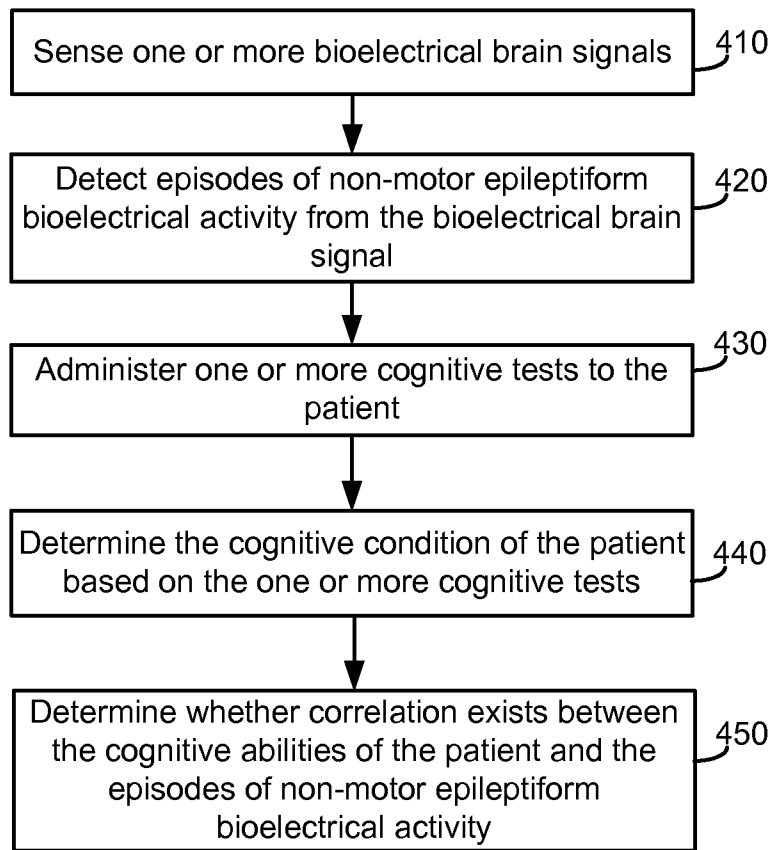 Sense one or more bioelectrical brain signals
410
Detect episodes of non-motor epileptiform
bioelectrical activity from the bioelectrical brain
signal
420
Administer one or more cognitive tests to the
patient
430
Determine the cognitive condition of the patient
based on the one or more cognitive tests
440
Determine whether correlation exists between
the cognitive abilities of the patient and the
episodes of non-motor epileptiform
bioelectrical activity
450